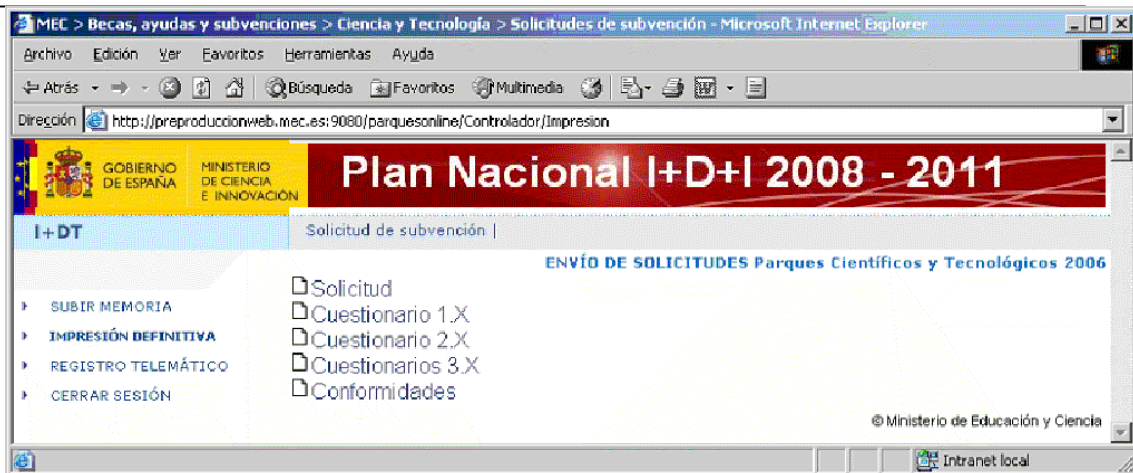 MEC > Becas, ayudas y subvenciones > Ciencia y Tecnología > Solicitudes de subvención - Microsoft Internet Explorer
Archivo Edición Ver Favoritos Herramientas Ayuda
Atrás Búsqueda Favoritos Multimedia
Dirección http://preproduccionweb.mec.es:9080/parquesonline/Controlador/Impresion
GOBIERNO DE ESPAÑA
MINISTERIO DE CIENCIA E INNOVACIÓN
Plan Nacional I+D+I 2008 - 2011
I+DT
Solicitud de subvención |
ENVÍO DE SOLICITUDES Parques Científicos y Tecnológicos 2006
SUBIR MEMORIA
IMPRESIÓN DEFINITIVA
REGISTRO TELEMÁTICO
CERRAR SESIÓN
Solicitud
Cuestionario 1.X
Cuestionario 2.X
Cuestionarios 3.X
Conformidades
© Ministerio de Educación y Ciencia
Intranet local